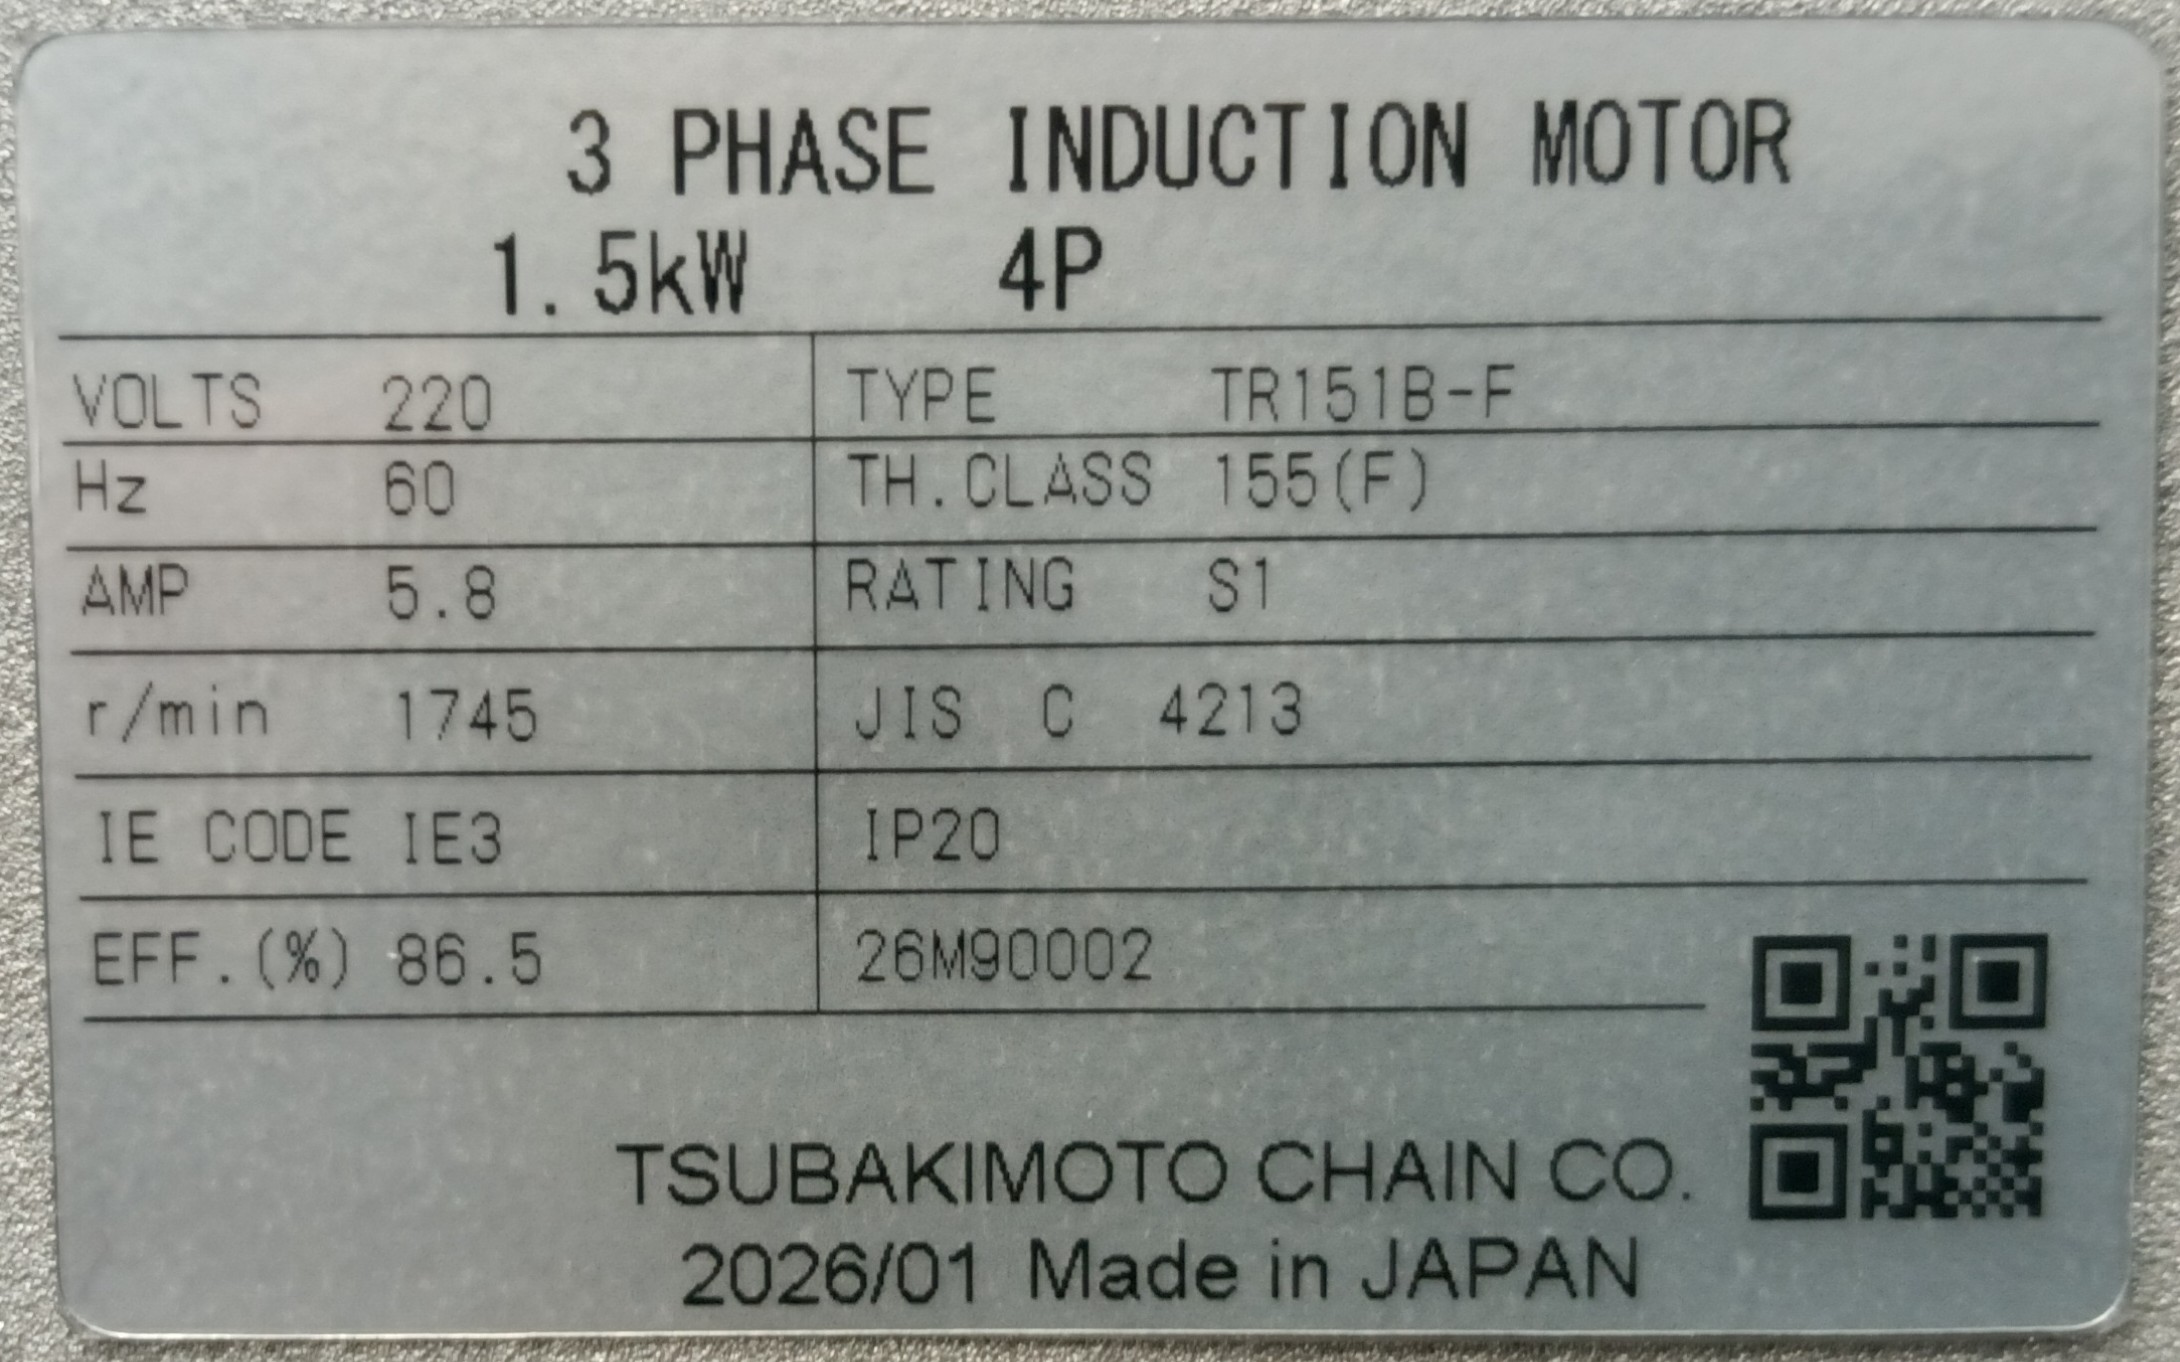 3 PHASE INDUCTION MOTOR
1.5kW 4P
VOLTS 220 TYPE TR151B-F
Hz 60 TH.CLASS 155(F)
AMP 5.8 RATING S1
r/min 1745 JIS C 4213
IE CODE IE3 IP20
EFF.(%) 86.5 26M90002
TSUBAKIMOTO CHAIN CO.
2026/01 Made in JAPAN